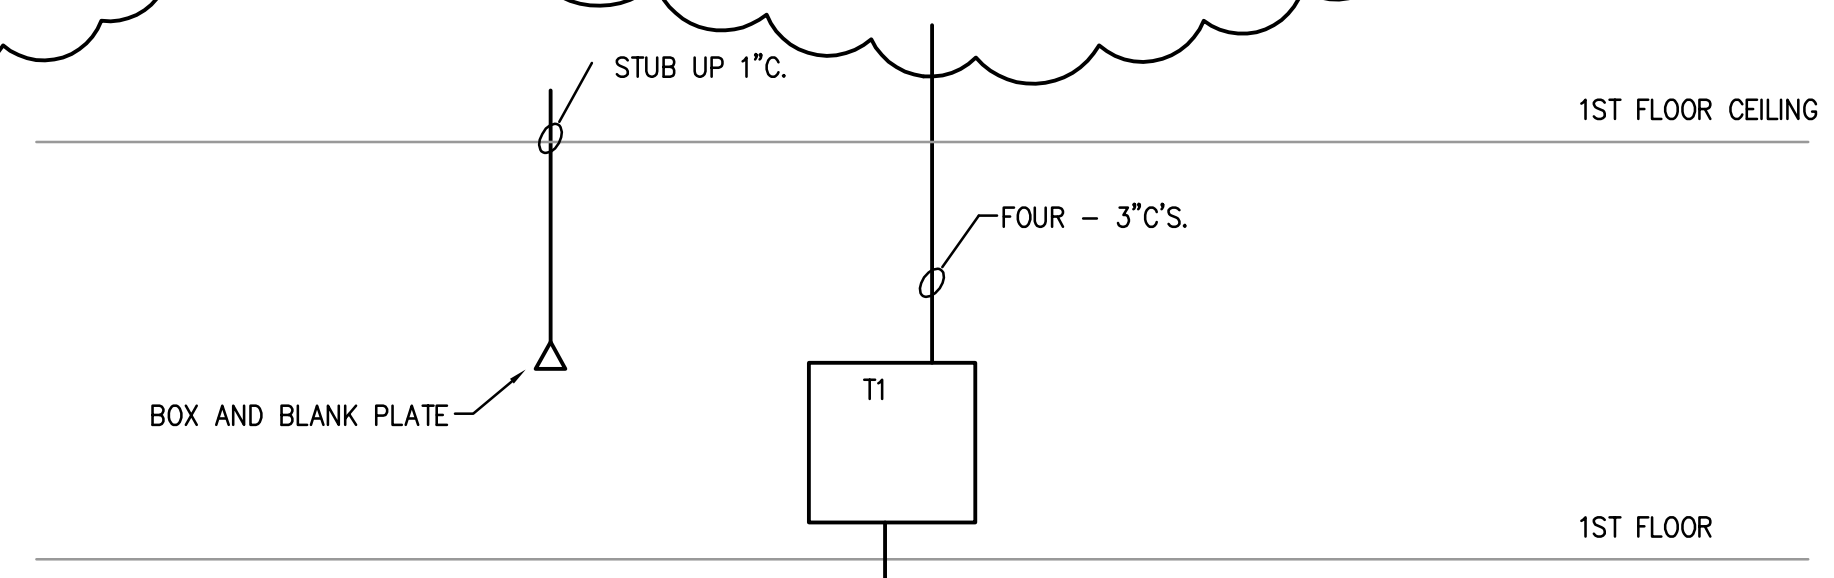 STUB UP 1"C.
1ST FLOOR CEILING
FOUR - 3"C'S.
T1
BOX AND BLANK PLATE
1ST FLOOR